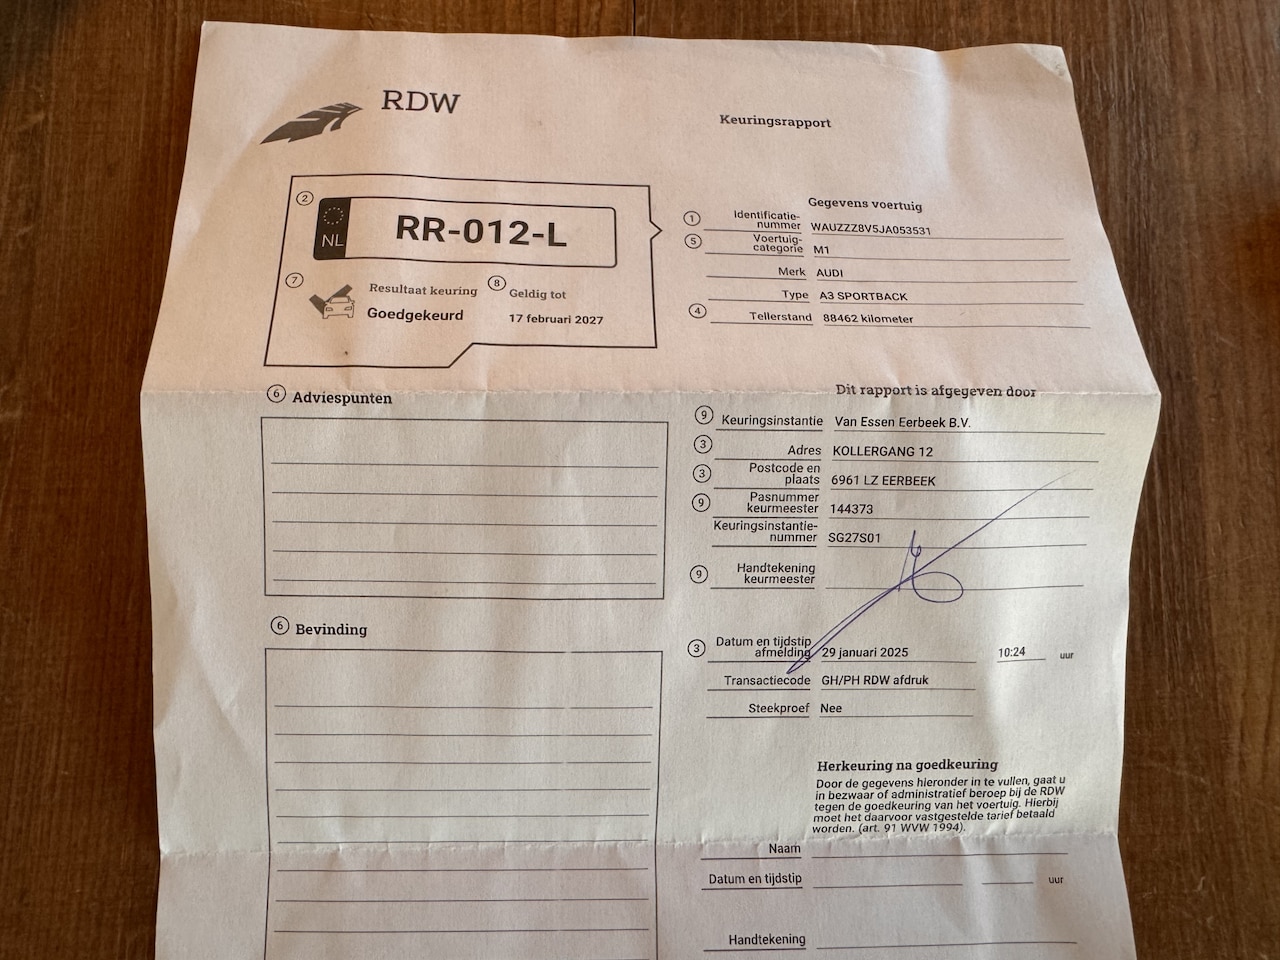 RDW
Keuringsrapport
2
NL
RR-012-L
7
Resultaat keuring
Goedgekeurd
8
Geldig tot
17 februari 2027
Gegevens voertuig
1 Identificatie-
nummer WAUZZZ8V5JA053531
5 Voertuig-
categorie M1
Merk AUDI
Type A3 SPORTBACK
4 Tellerstand 88462 kilometer
6 Adviespunten
Dit rapport is afgegeven door
9 Keuringsinstantie Van Essen Eerbeek B.V.
3 Adres KOLLERGANG 12
3 Postcode en
plaats 6961 LZ EERBEEK
9 Pasnummer
keurmeester 144373
Keuringsinstantie-
nummer SG27S01
9 Handtekening
keurmeester
6 Bevinding
3 Datum en tijdstip
afmelding 29 januari 2025 10:24 uur
Transactiecode GH/PH RDW afdruk
Steekproef Nee
Herkeuring na goedkeuring
Door de gegevens hieronder in te vullen, gaat u
in bezwaar of administratief beroep bij de RDW
tegen de goedkeuring van het voertuig. Hierbij
moet het daarvoor vastgestelde tarief betaald
worden. (art. 91 WVW 1994).
Naam
Datum en tijdstip uur
Handtekening